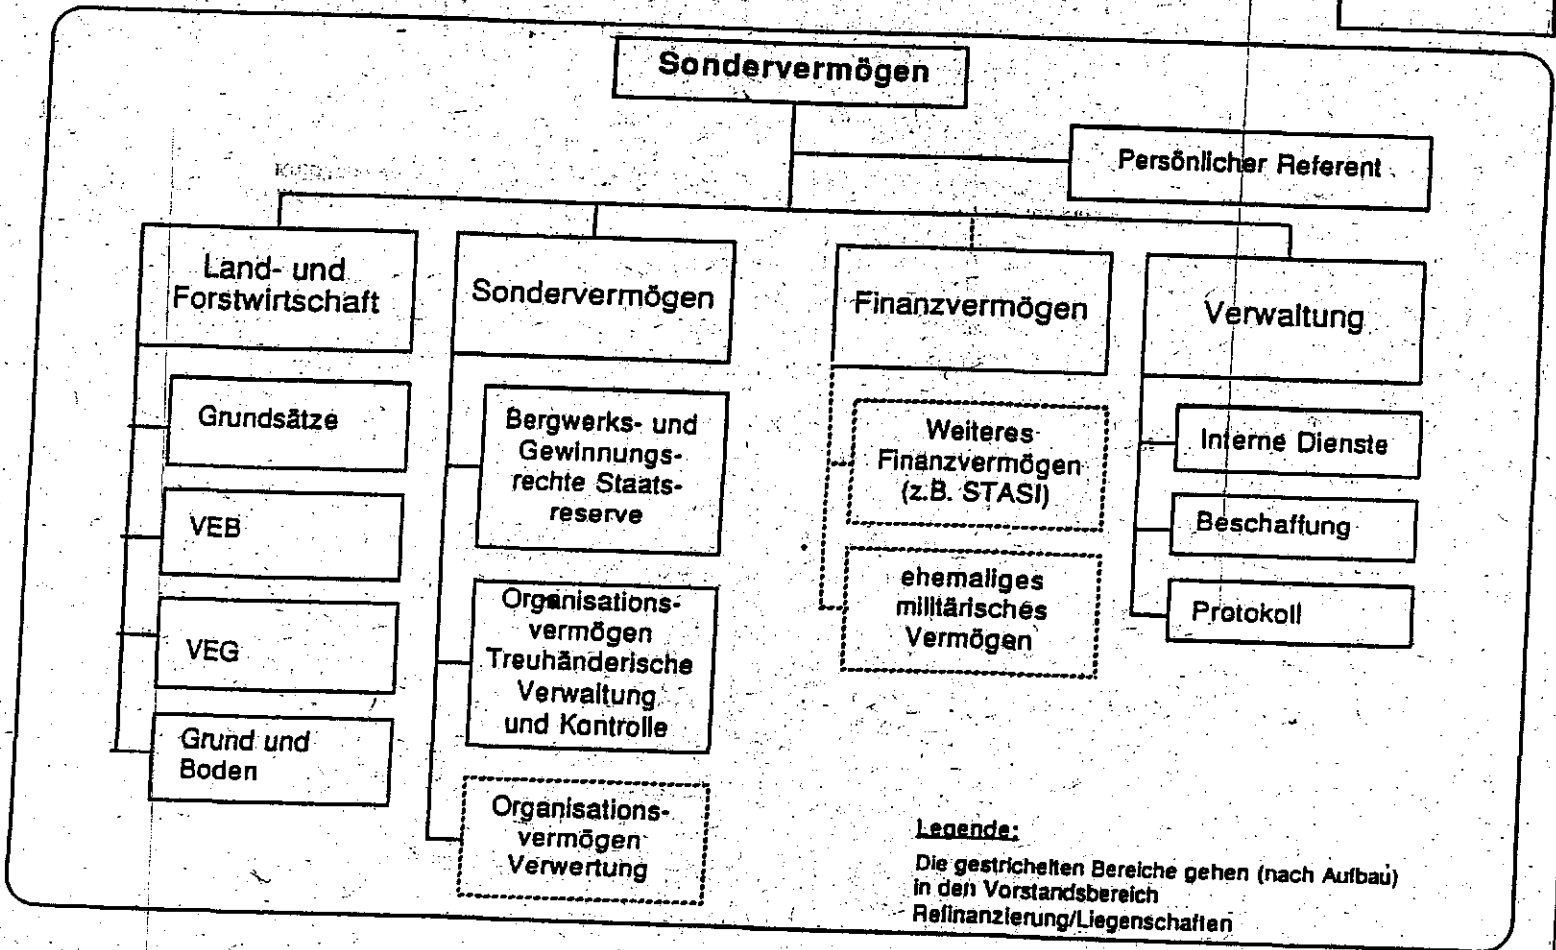 Sondervermögen
Persönlicher Referent
Land- und
Forstwirtschaft
Grundsätze
VEB
VEG
Grund und
Boden
Sondervermögen
Bergwerks- und
Gewinnungs-
rechte Staats-
reserve
Organisations-
vermögen
Treuhänderische
Verwaltung
und Kontrolle
Organisations-
vermögen
Verwertung
Finanzvermögen
Weiteres
Finanzvermögen
(z.B. STASI)
ehemaliges
militärisches
Vermögen
Verwaltung
Interne Dienste
Beschaffung
Protokoll
Legende:
Die gestrichelten Bereiche gehen (nach Aufbau)
in den Vorstandsbereich
Refinanzierung/Liegenschaften